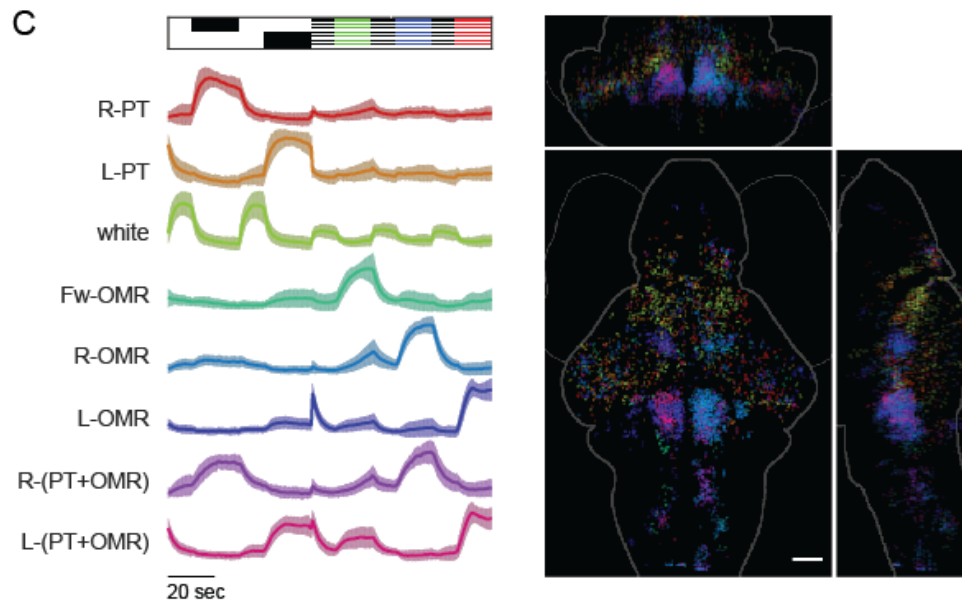 C
R-PT
L-PT
white
Fw-OMR
R-OMR
L-OMR
R-(PT+OMR)
L-(PT+OMR)
20 sec